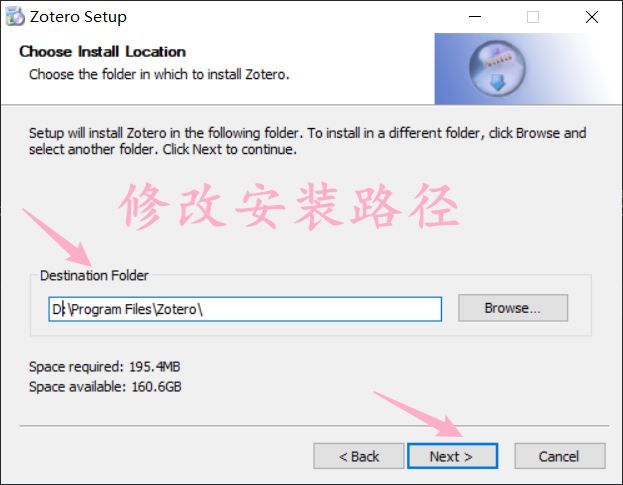 Zotero Setup
Choose Install Location
Choose the folder in which to install Zotero.
Setup will install Zotero in the following folder. To install in a different folder, click Browse and
select another folder. Click Next to continue.
修改安装路径
Destination Folder
D:\Program Files\Zotero\
Browse...
Space required: 195.4MB
Space available: 160.6GB
< Back
Next >
Cancel